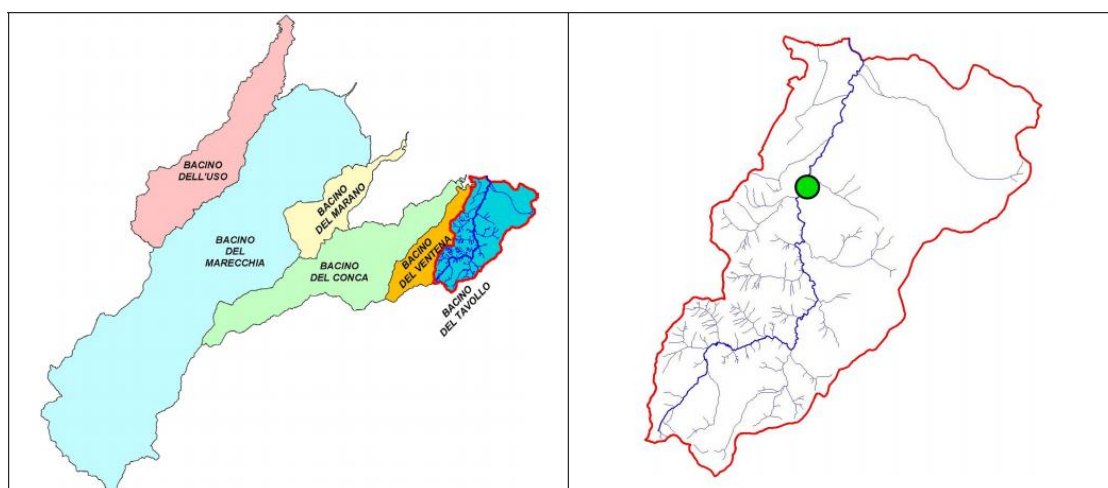 BACINO
DELL'USO
BACINO
DEL MARANO
BACINO
DEL
MARECCHIA
BACINO
DEL CONCA
BACINO
DEL VENTENA
BACINO
DEL TAVOLLO